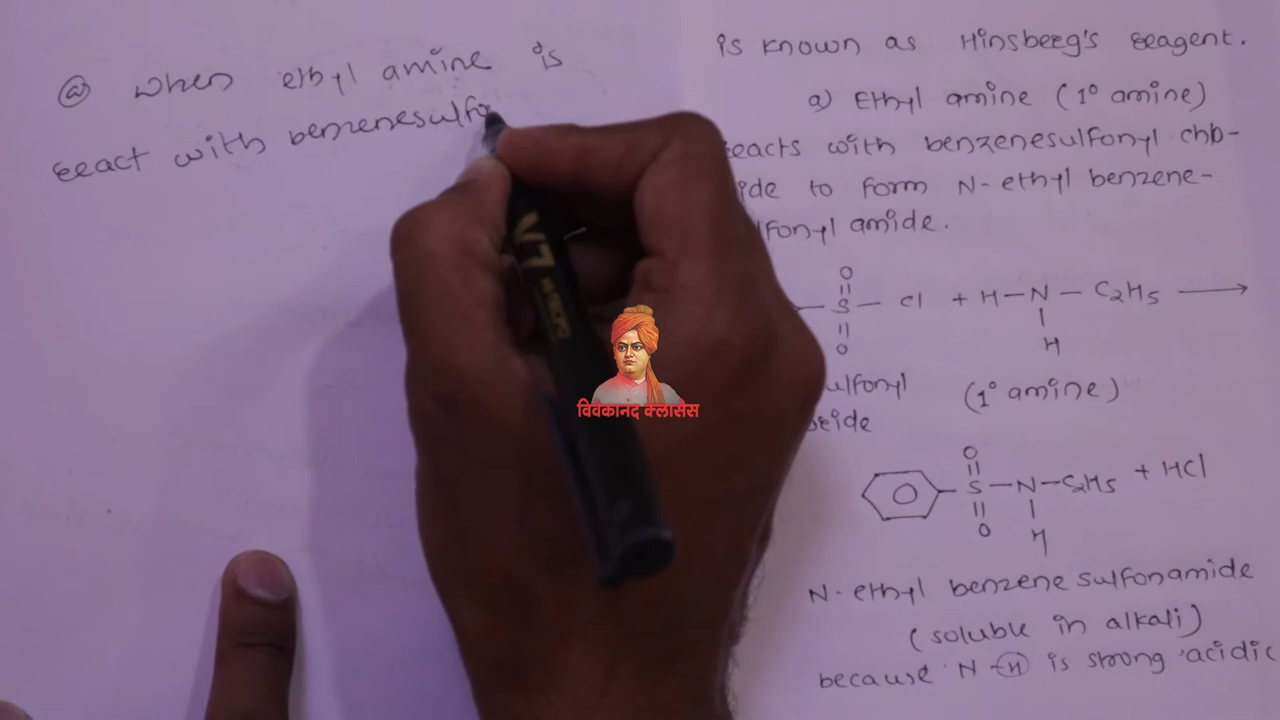 @ when ethyl amine is
react with benzenesulfo
is known as Hinsberg's reagent.
a) Ethyl amine (1° amine)
reacts with benzenesulfonyl chlo-
ide to form N-ethyl benzene-
lfonyl amide.
O
S — Cl + H—N — C2H5 ⟶
O
H
ulfonyl (1° amine)
oride
O
S — N — C2H5 + HCl
O
H
N-ethyl benzene sulfonamide
(soluble in alkali)
because N-H is strong acidic
V7
विवेकानंद क्लासेस